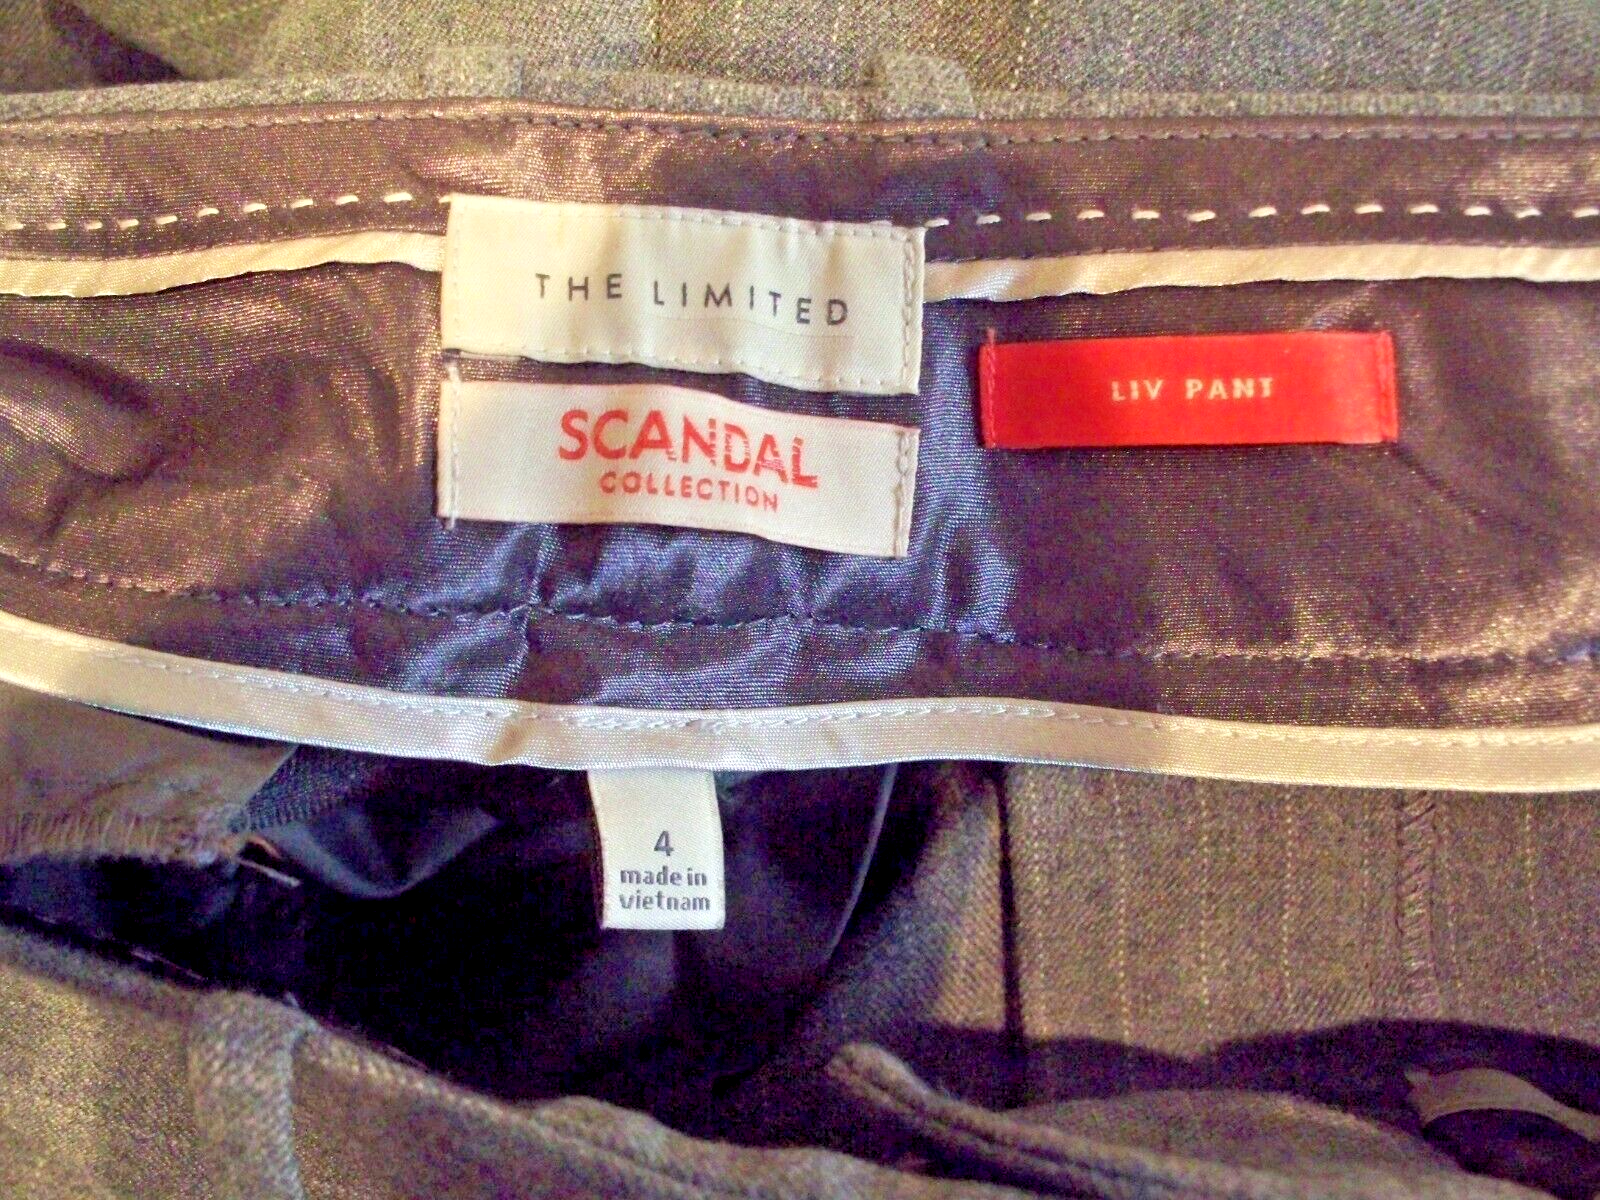 THE LIMITED
SCANDAL
COLLECTION
LIV PANT
4
made in
vietnam